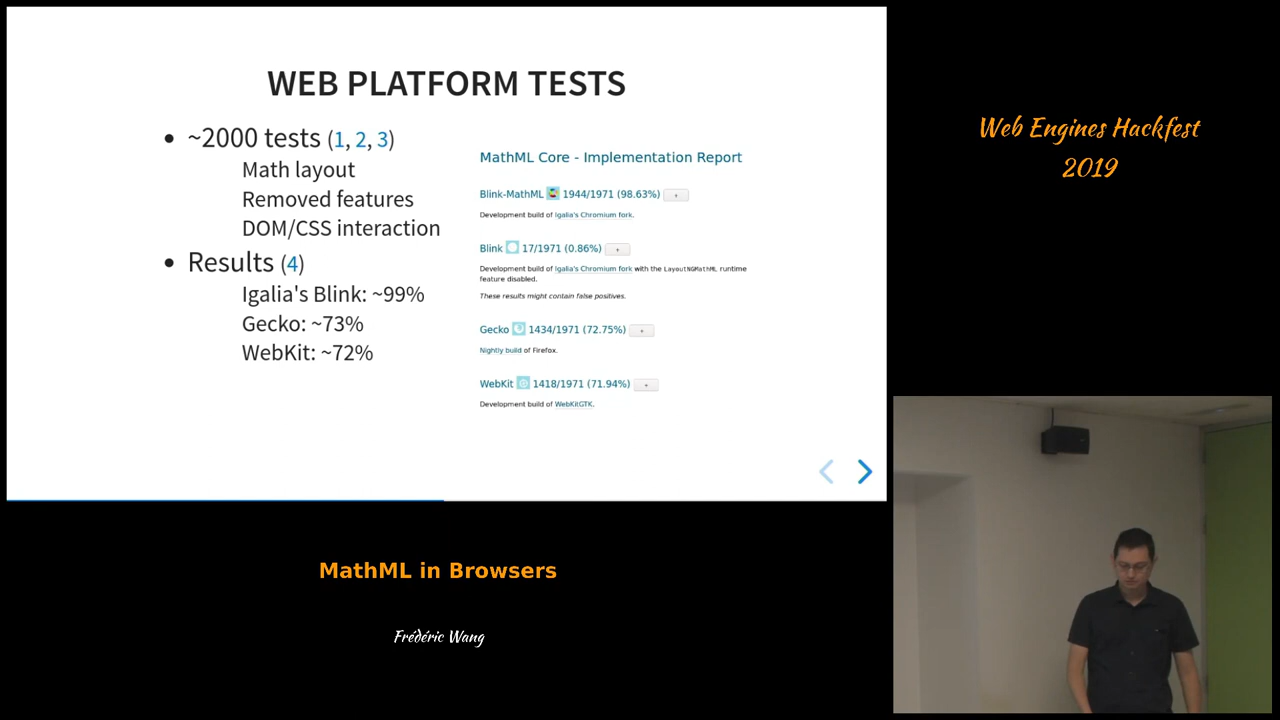 WEB PLATFORM TESTS
• ~2000 tests (1, 2, 3)
Math layout
Removed features
DOM/CSS interaction
• Results (4)
Igalia's Blink: ~99%
Gecko: ~73%
WebKit: ~72%
MathML Core - Implementation Report
Blink-MathML 1944/1971 (98.63%) +
Development build of Igalia's Chromium fork.
Blink 17/1971 (0.86%) +
Development build of Igalia's Chromium fork with the LayoutNGMathML runtime
feature disabled.
These results might contain false positives.
Gecko 1434/1971 (72.75%) +
Nightly build of Firefox.
WebKit 1418/1971 (71.94%) +
Development build of WebKitGTK.
Web Engines Hackfest
2019
MathML in Browsers
Frédéric Wang